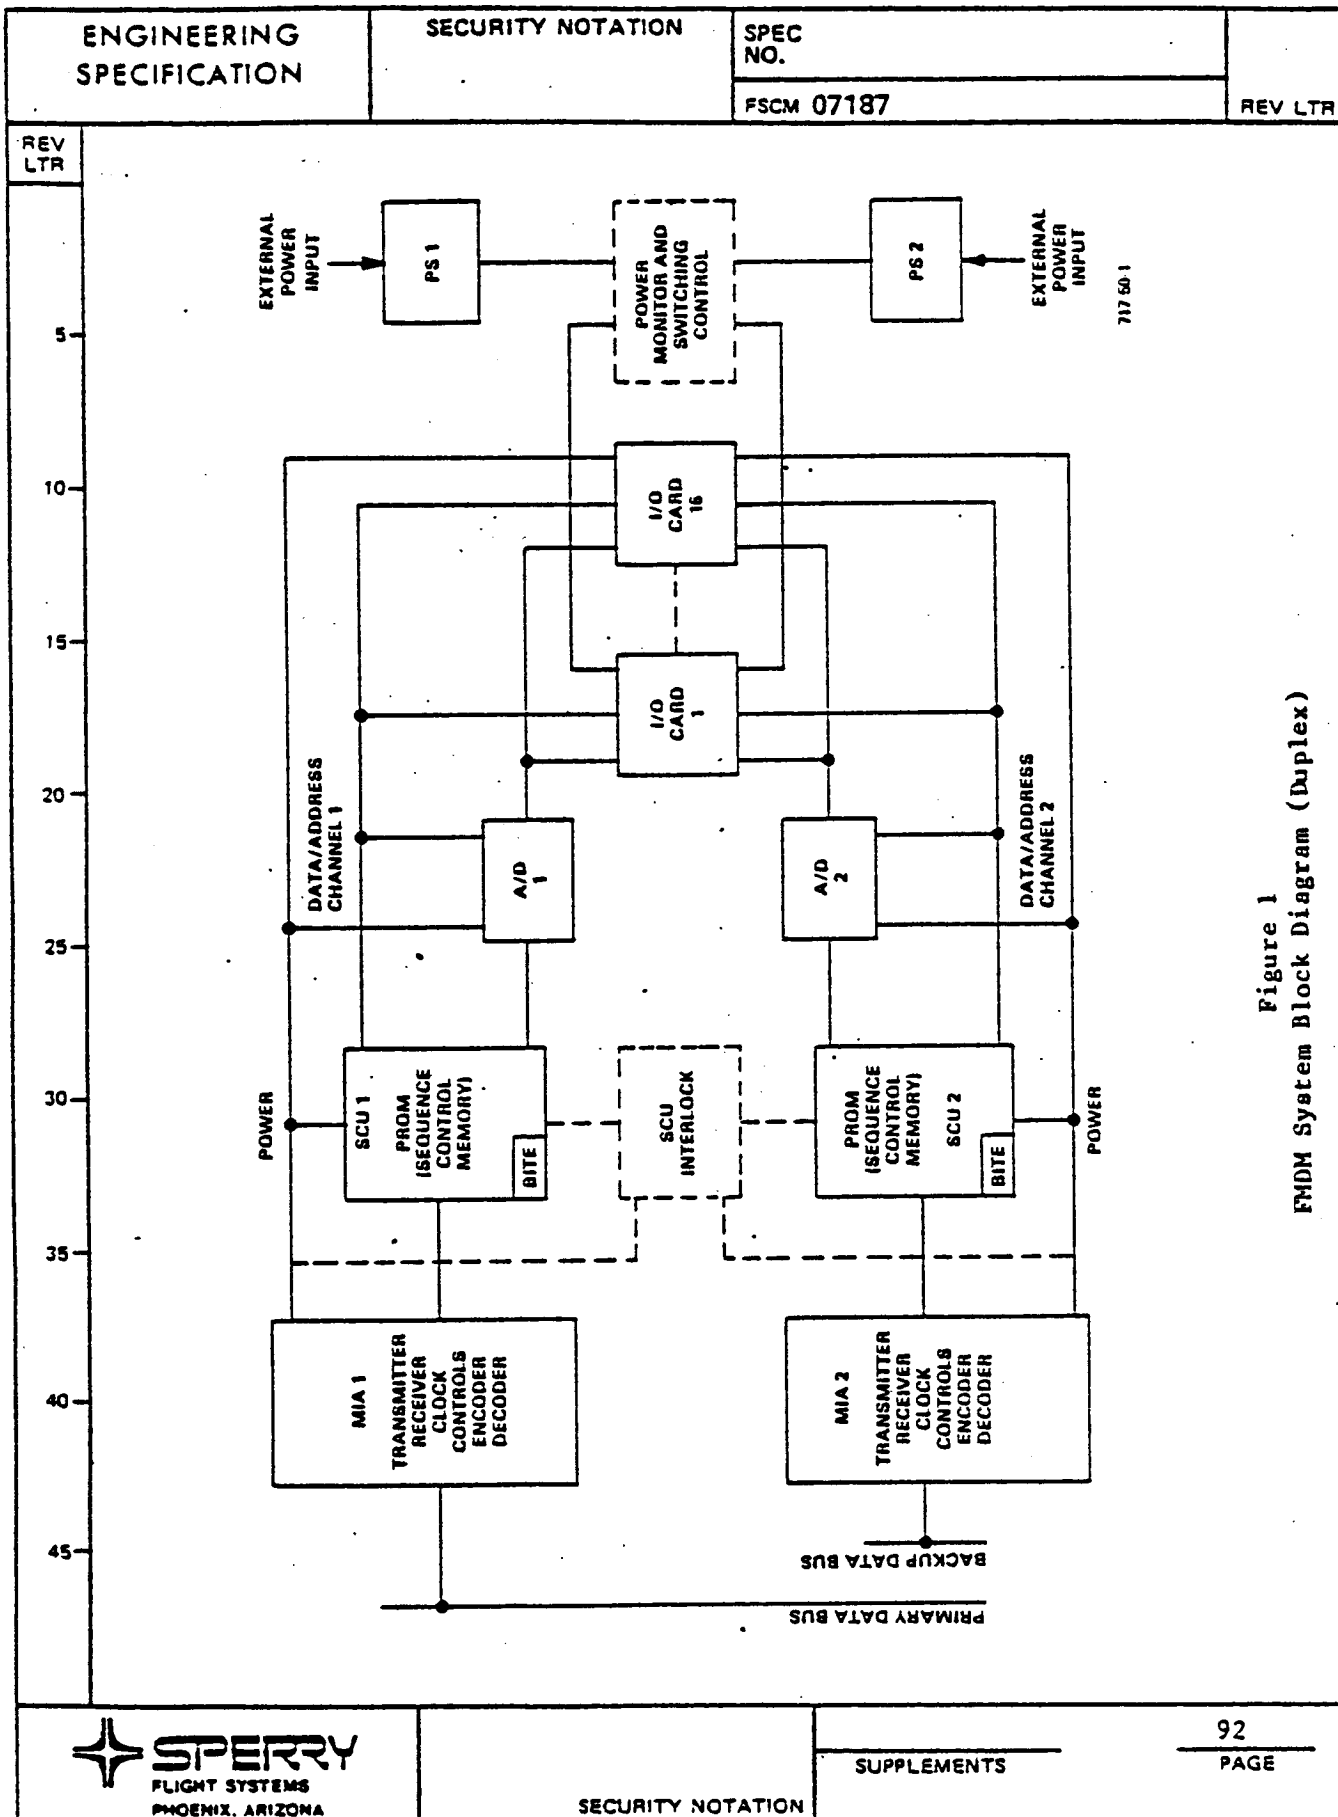 ENGINEERING
SPECIFICATION
SECURITY NOTATION
SPEC
NO.
FSCM 07187
REV LTR
REV
LTR
5
10
15
20
25
30
35
40
45
EXTERNAL
POWER
INPUT
PS 1
POWER
MONITOR AND
SWITCHING
CONTROL
PS 2
EXTERNAL
POWER
INPUT
717 60 1
I/O
CARD
16
I/O
CARD
1
DATA/ADDRESS
CHANNEL 1
A/D
1
A/D
2
DATA/ADDRESS
CHANNEL 2
POWER
SCU 1
PROM
(SEQUENCE
CONTROL
MEMORY)
BITE
SCU
INTERLOCK
PROM
(SEQUENCE
CONTROL
MEMORY)
SCU 2
BITE
POWER
MIA 1
TRANSMITTER
RECEIVER
CLOCK
CONTROLS
ENCODER
DECODER
MIA 2
TRANSMITTER
RECEIVER
CLOCK
CONTROLS
ENCODER
DECODER
BACKUP DATA BUS
PRIMARY DATA BUS
Figure 1
FMDM System Block Diagram (Duplex)
SPERRY
FLIGHT SYSTEMS
PHOENIX, ARIZONA
SECURITY NOTATION
SUPPLEMENTS
92
PAGE